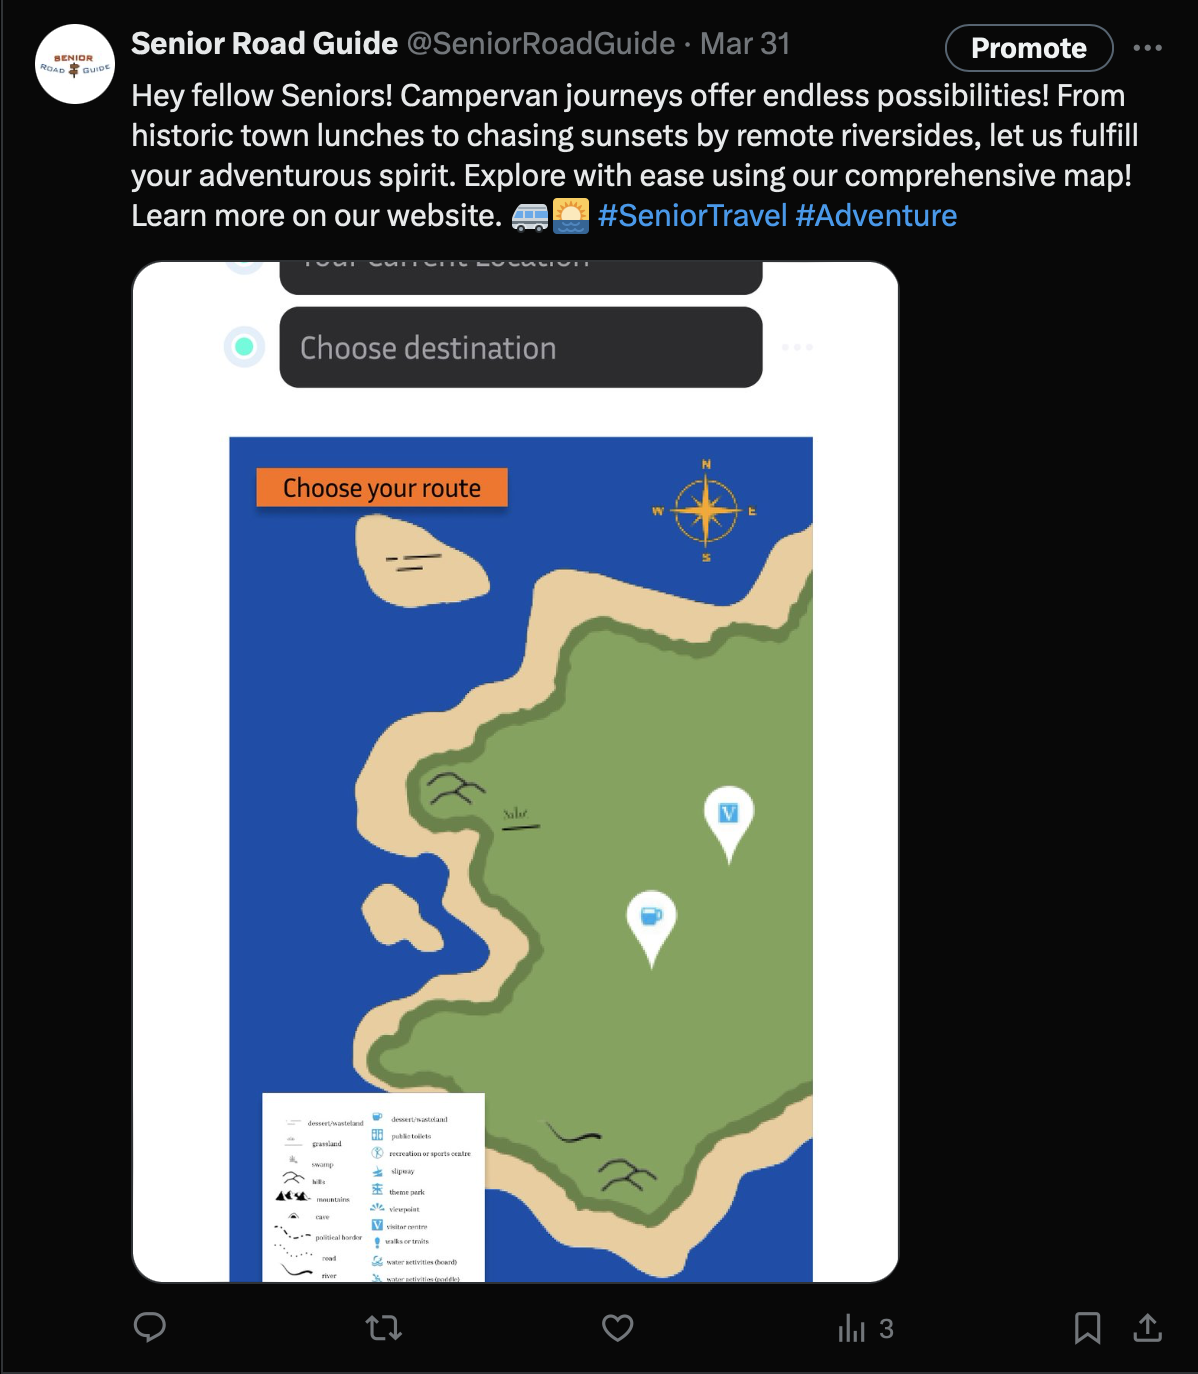 Senior Road Guide @SeniorRoadGuide · Mar 31
Promote
SENIOR
ROAD GUIDE
Hey fellow Seniors! Campervan journeys offer endless possibilities! From
historic town lunches to chasing sunsets by remote riversides, let us fulfill
your adventurous spirit. Explore with ease using our comprehensive map!
Learn more on our website. 🚐🌅 #SeniorTravel #Adventure
Your Current Location
Choose destination
Choose your route
N
W E
S
V
dessert/wasteland
grassland
swamp
hills
mountains
cave
political border
road
river
dessert/wasteland
public toilets
recreation or sports centre
slipway
theme park
viewpoint
V visitor centre
walks or trails
water activities (board)
water activities (paddle)
3